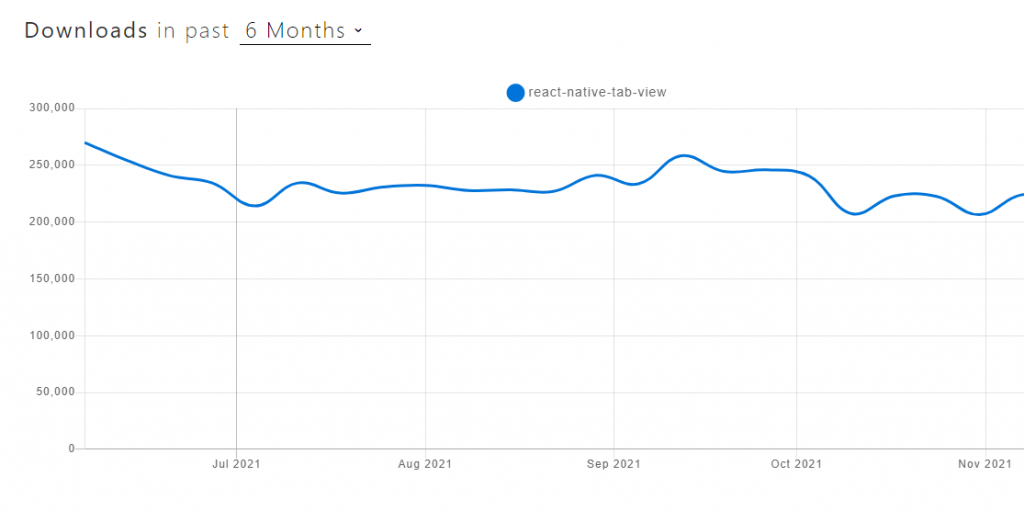 Downloads in past 6 Months
react-native-tab-view
300,000
250,000
200,000
150,000
100,000
50,000
0
Jul 2021 Aug 2021 Sep 2021 Oct 2021 Nov 2021